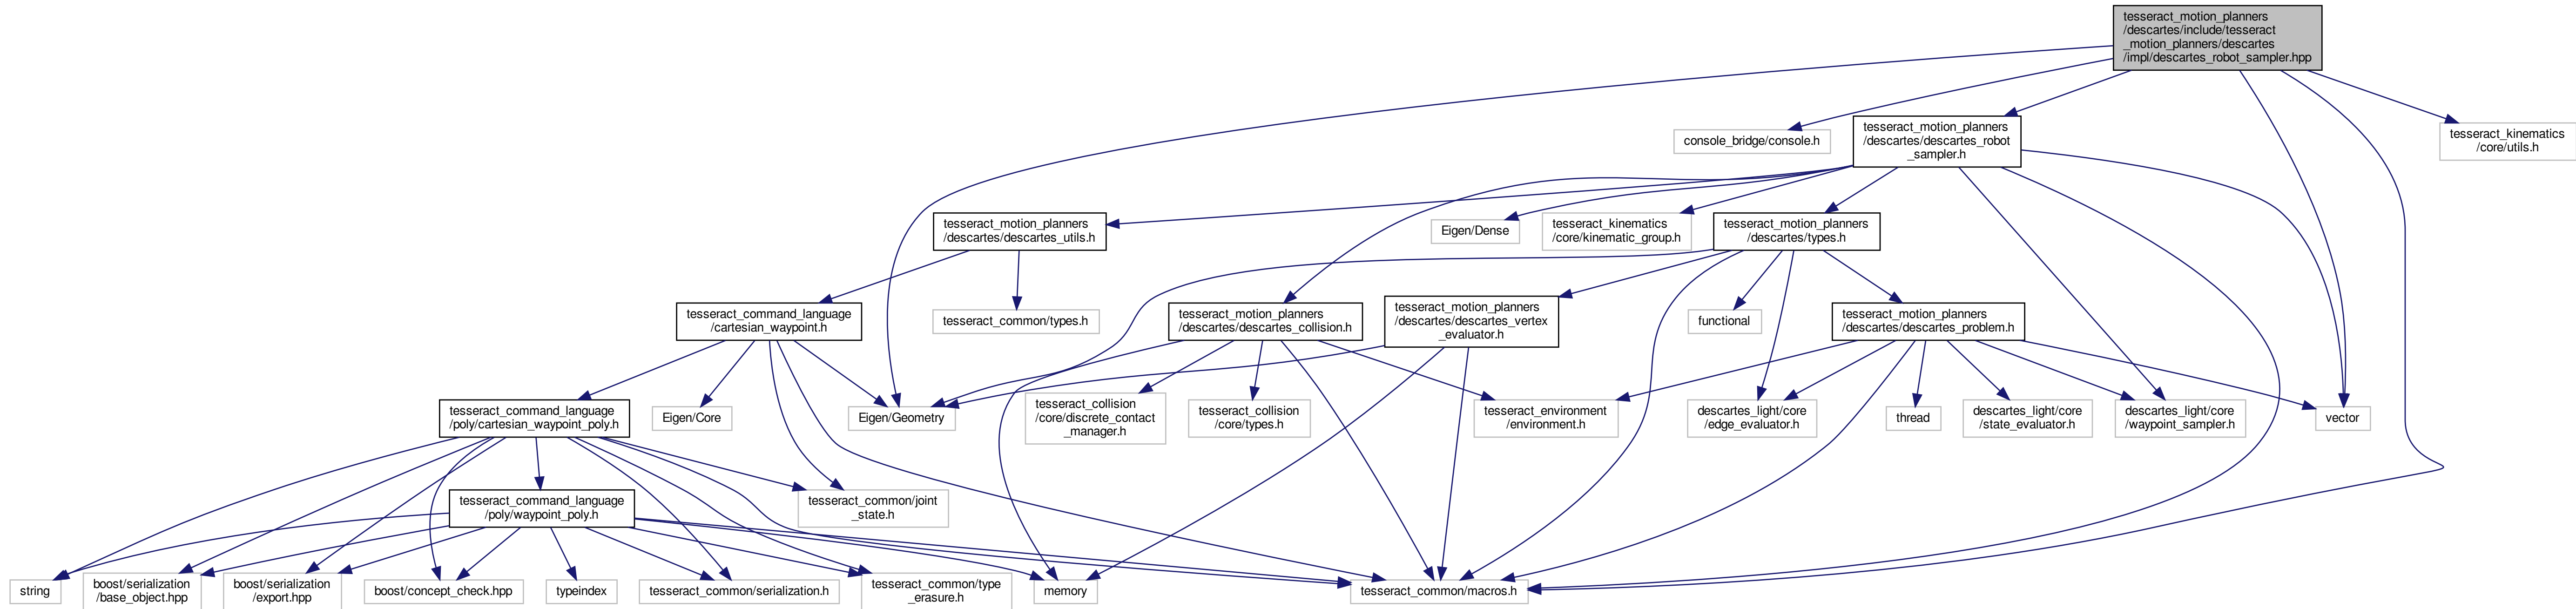 tesseract_motion_planners
/descartes/include/tesseract
_motion_planners/descartes
/impl/descartes_robot_sampler.hpp
console_bridge/console.h
tesseract_motion_planners
/descartes/descartes_robot
_sampler.h
tesseract_kinematics
/core/utils.h
tesseract_motion_planners
/descartes/descartes_utils.h
Eigen/Dense
tesseract_kinematics
/core/kinematic_group.h
tesseract_motion_planners
/descartes/types.h
tesseract_command_language
/cartesian_waypoint.h
tesseract_common/types.h
tesseract_motion_planners
/descartes/descartes_collision.h
tesseract_motion_planners
/descartes/descartes_vertex
_evaluator.h
functional
tesseract_motion_planners
/descartes/descartes_problem.h
tesseract_command_language
/poly/cartesian_waypoint_poly.h
Eigen/Core
Eigen/Geometry
tesseract_collision
/core/discrete_contact
_manager.h
tesseract_collision
/core/types.h
tesseract_environment
/environment.h
descartes_light/core
/edge_evaluator.h
thread
descartes_light/core
/state_evaluator.h
descartes_light/core
/waypoint_sampler.h
vector
tesseract_command_language
/poly/waypoint_poly.h
tesseract_common/joint
_state.h
string
boost/serialization
/base_object.hpp
boost/serialization
/export.hpp
boost/concept_check.hpp
typeindex
tesseract_common/serialization.h
tesseract_common/type
_erasure.h
memory
tesseract_common/macros.h